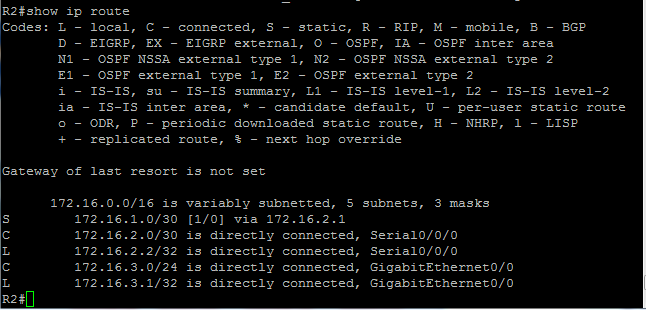 R2#show ip route
Codes: L - local, C - connected, S - static, R - RIP, M - mobile, B - BGP
D - EIGRP, EX - EIGRP external, O - OSPF, IA - OSPF inter area
N1 - OSPF NSSA external type 1, N2 - OSPF NSSA external type 2
E1 - OSPF external type 1, E2 - OSPF external type 2
i - IS-IS, su - IS-IS summary, L1 - IS-IS level-1, L2 - IS-IS level-2
ia - IS-IS inter area, * - candidate default, U - per-user static route
o - ODR, P - periodic downloaded static route, H - NHRP, l - LISP
+ - replicated route, % - next hop override
Gateway of last resort is not set
172.16.0.0/16 is variably subnetted, 5 subnets, 3 masks
S 172.16.1.0/30 [1/0] via 172.16.2.1
C 172.16.2.0/30 is directly connected, Serial0/0/0
L 172.16.2.2/32 is directly connected, Serial0/0/0
C 172.16.3.0/24 is directly connected, GigabitEthernet0/0
L 172.16.3.1/32 is directly connected, GigabitEthernet0/0
R2#